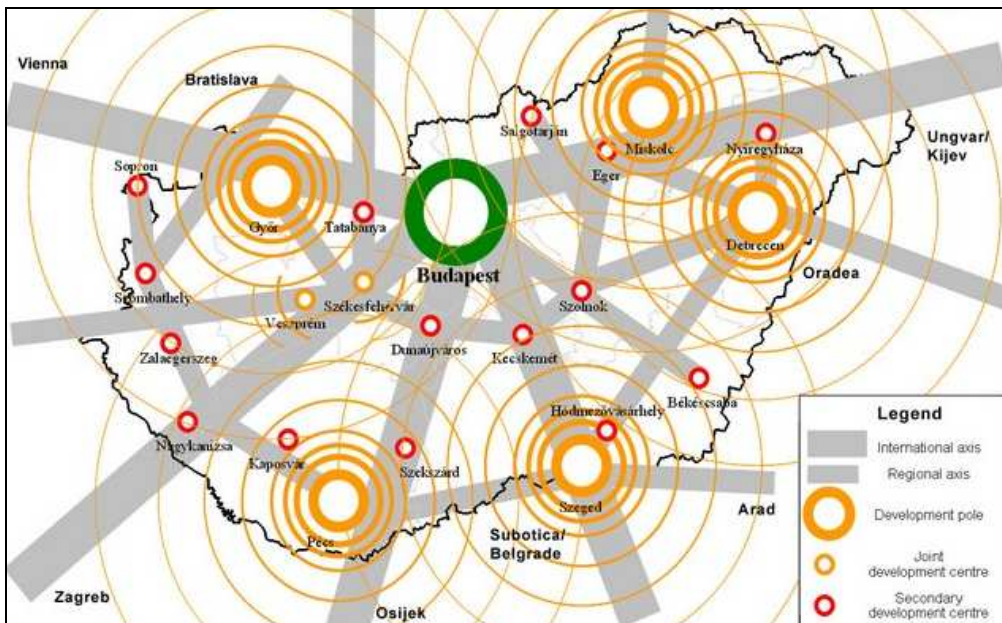 Vienna
Bratislava
Salgótarján
Miskolc
Nyíregyháza
Ungvar/
Kijev
Sopron
Eger
Győr
Tatabánya
Debrecen
Budapest
Oradea
Szombathely
Székesfehérvár
Szolnok
Veszprém
Dunaújváros
Kecskemét
Zalaegerszeg
Békéscsaba
Hódmezővásárhely
Nagykanizsa
Kaposvár
Szekszárd
Szeged
Arad
Pécs
Subotica/
Belgrade
Zagreb
Osijek
Legend
International axis
Regional axis
Development pole
Joint
development centre
Secondary
development centre